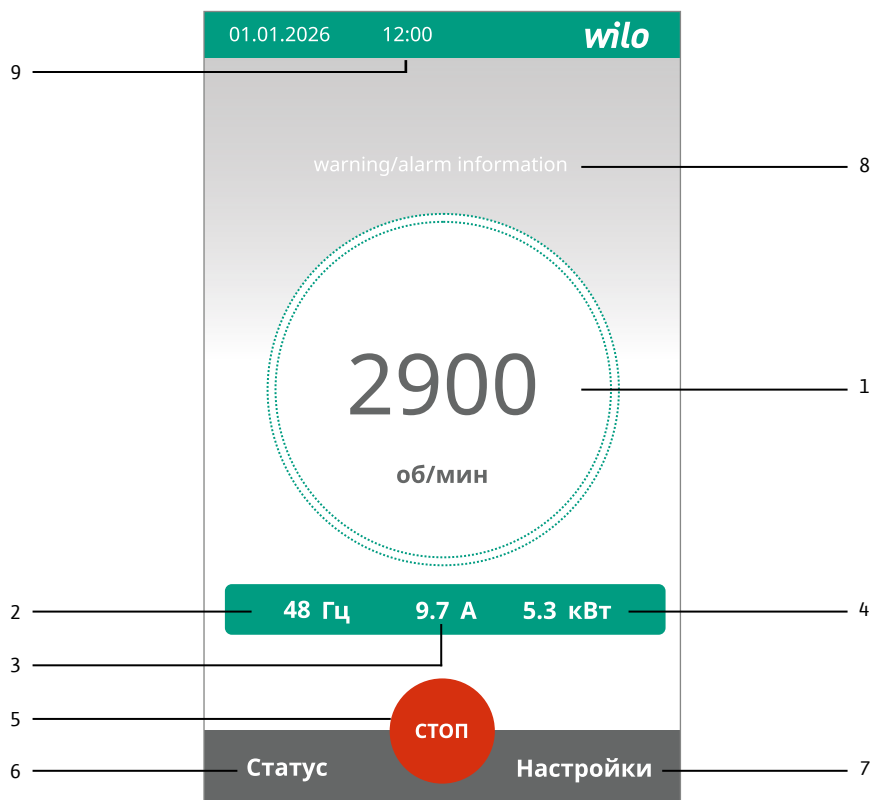 01.01.2026 12:00 wilo
9
warning/alarm information 8
2900 1
об/мин
2 48 Гц 9.7 А 5.3 кВт 4
3
5 СТОП
6 Статус Настройки 7